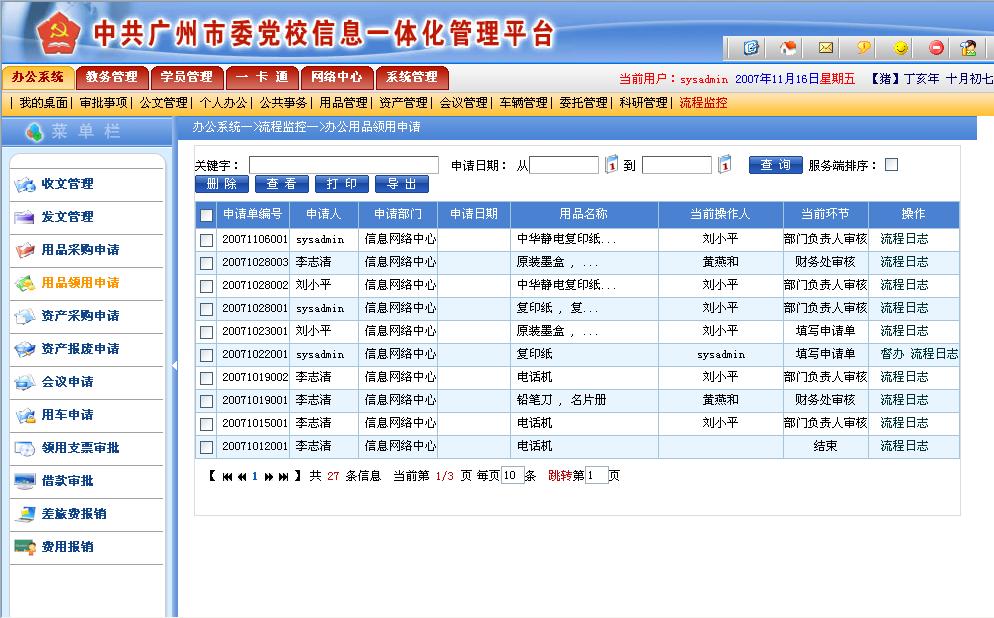 中共广州市委党校信息一体化管理平台
办公系统 教务管理 学员管理 一 卡 通 网络中心 系统管理 当前用户：sysadmin 2007年11月16日星期五 【猪】丁亥年 十月初七
| 我的桌面| 审批事项| 公文管理| 个人办公| 公共事务| 用品管理| 资产管理| 会议管理| 车辆管理| 委托管理| 科研管理| 流程监控
菜 单 栏
办公系统—>流程监控—>办公用品领用申请
收文管理
发文管理
用品采购申请
用品领用申请
资产采购申请
资产报废申请
会议申请
用车申请
领用支票审批
借款审批
差旅费报销
费用报销
关键字： 申请日期： 从 1 到 1 查 询 服务端排序：
删 除 查 看 打 印 导 出
申请单编号 申请人 申请部门 申请日期 用品名称 当前操作人 当前环节 操作
20071106001 sysadmin 信息网络中心 中华静电复印纸... 刘小平 部门负责人审核 流程日志
20071028003 李志清 信息网络中心 原装墨盒 , ... 黄燕和 财务处审核 流程日志
20071028002 刘小平 信息网络中心 中华静电复印纸... 刘小平 部门负责人审核 流程日志
20071028001 sysadmin 信息网络中心 复印纸 , 复... 刘小平 部门负责人审核 流程日志
20071023001 刘小平 信息网络中心 原装墨盒 , ... 刘小平 填写申请单 流程日志
20071022001 sysadmin 信息网络中心 复印纸 sysadmin 填写申请单 督办 流程日志
20071019002 李志清 信息网络中心 电话机 刘小平 部门负责人审核 流程日志
20071019001 李志清 信息网络中心 铅笔刀 , 名片册 黄燕和 财务处审核 流程日志
20071015001 李志清 信息网络中心 电话机 刘小平 部门负责人审核 流程日志
20071012001 李志清 信息网络中心 电话机 结束 流程日志
【 1 】 共 27 条信息 当前第 1/3 页 每页 10 条 跳转第 1 页